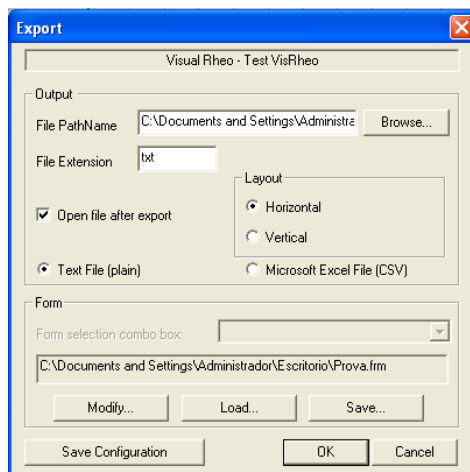 Export
Visual Rheo - Test VisRheo
Output
File PathName C:\Documents and Settings\Administra Browse...
File Extension txt
Layout
Open file after export Horizontal
Vertical
Text File (plain) Microsoft Excel File (CSV)
Form
Form selection combo box:
C:\Documents and Settings\Administrador\Escritorio\Prova.frm
Modify... Load... Save...
Save Configuration OK Cancel